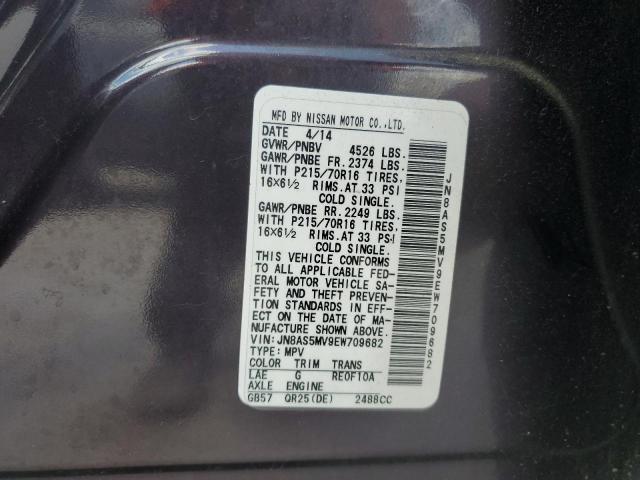 MFD BY NISSAN MOTOR CO.,LTD.
DATE 4/14
GVWR/PNBV 4526 LBS.
GAWR/PNBE FR. 2374 LBS.
WITH P215/70R16 TIRES,
16×6½ RIMS.AT 33 PSI
COLD SINGLE.
GAWR/PNBE RR. 2249 LBS.
WITH P215/70R16 TIRES,
16×6½ RIMS.AT 33 PSI
COLD SINGLE.
THIS VEHICLE CONFORMS
TO ALL APPLICABLE FED-
ERAL MOTOR VEHICLE SA-
FETY AND THEFT PREVEN-
TION STANDARDS IN EFF-
ECT ON THE DATE OF MA-
NUFACTURE SHOWN ABOVE.
VIN: JN8AS5MV9EW709682
TYPE: MPV
COLOR TRIM TRANS
LAE G RE0F10A
AXLE ENGINE
GB57 QR25(DE) 2488CC
JN8AS5MV9EW709682